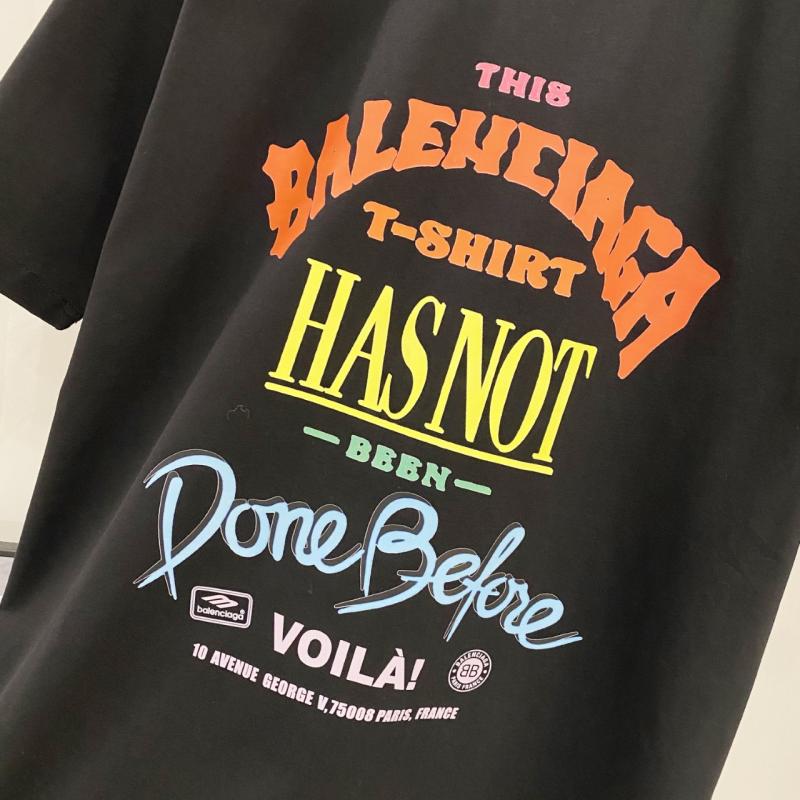 THIS
BALENCIAGA
T-SHIRT
HAS NOT
BEEN
Done Before
balenciaga®
VOILÀ!
BALENCIAGA
BB
PARIS FRANCE
10 AVENUE GEORGE V, 75008 PARIS, FRANCE